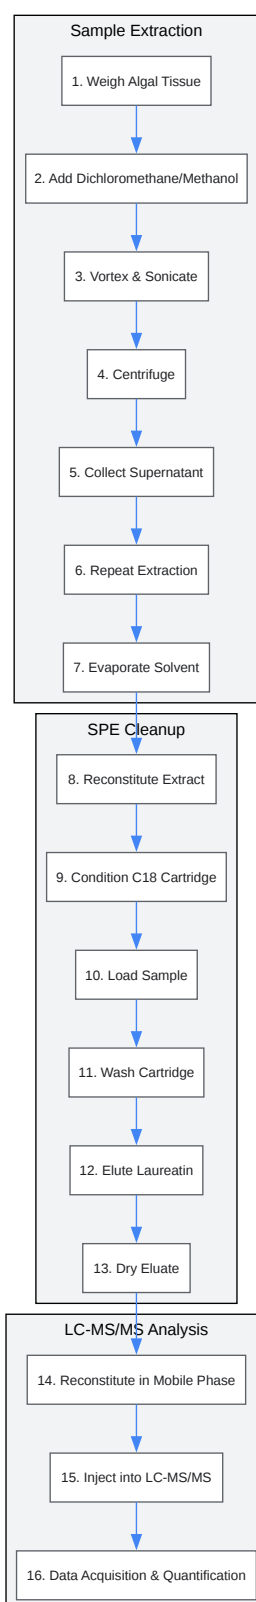 Sample Extraction
1. Weigh Algal Tissue
2. Add Dichloromethane/Methanol
3. Vortex & Sonicate
4. Centrifuge
5. Collect Supernatant
6. Repeat Extraction
7. Evaporate Solvent
SPE Cleanup
8. Reconstitute Extract
9. Condition C18 Cartridge
10. Load Sample
11. Wash Cartridge
12. Elute Laureatin
13. Dry Eluate
LC-MS/MS Analysis
14. Reconstitute in Mobile Phase
15. Inject into LC-MS/MS
16. Data Acquisition & Quantification